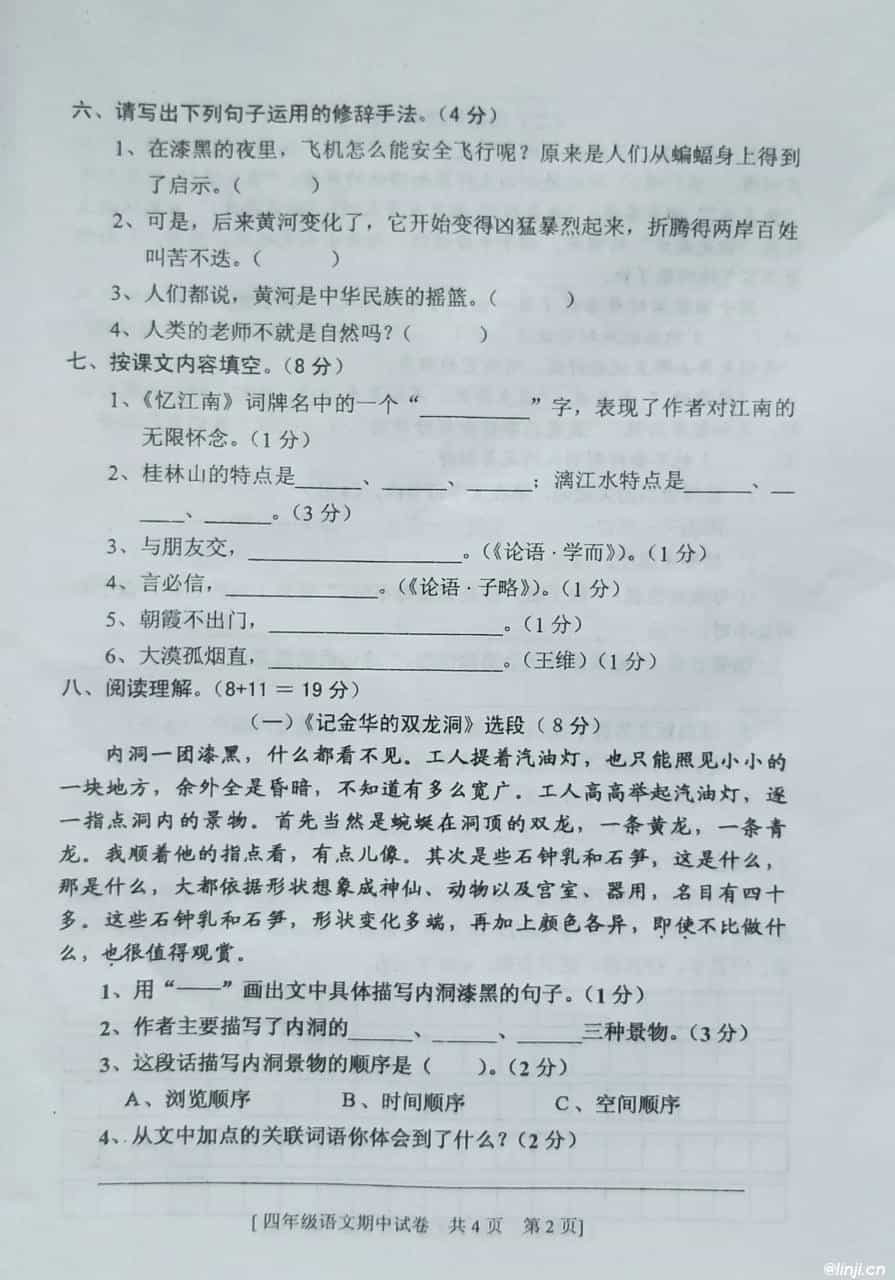 六、请写出下列句子运用的修辞手法。(4 分)
1、在漆黑的夜里，飞机怎么能安全飞行呢？原来是人们从蝙蝠身上得到
了启示。(　　　)
2、可是，后来黄河变化了，它开始变得凶猛暴烈起来，折腾得两岸百姓
叫苦不迭。(　　　)
3、人们都说，黄河是中华民族的摇篮。(　　　)
4、人类的老师不就是自然吗？(　　　)
七、按课文内容填空。(8 分)
1、《忆江南》词牌名中的一个“__________”字，表现了作者对江南的
无限怀念。(1 分)
2、桂林山的特点是______、______、______；漓江水特点是______、__
____、______。(3 分)
3、与朋友交，____________________。(《论语·学而》)。(1 分)
4、言必信，______________。(《论语·子略》)。(1 分)
5、朝霞不出门，______________________。(1 分)
6、大漠孤烟直，______________________。(王维)(1 分)
八、阅读理解。(8+11 = 19 分)
(一)《记金华的双龙洞》选段(8 分)
内洞一团漆黑，什么都看不见。工人提着汽油灯，也只能照见小小的
一块地方，余外全是昏暗，不知道有多么宽广。工人高高举起汽油灯，逐
一指点洞内的景物。首先当然是蜿蜒在洞顶的双龙，一条黄龙，一条青
龙。我顺着他的指点看，有点儿像。其次是些石钟乳和石笋，这是什么，
那是什么，大都依据形状想象成神仙、动物以及宫室、器用，名目有四十
多。这些石钟乳和石笋，形状变化多端，再加上颜色各异，即使不比做什
么，也很值得观赏。
1、用“——”画出文中具体描写内洞漆黑的句子。(1 分)
2、作者主要描写了内洞的______、______、______三种景物。(3 分)
3、这段话描写内洞景物的顺序是(　　)。(2 分)
A、浏览顺序　　B、时间顺序　　C、空间顺序
4、从文中加点的关联词语你体会到了什么？(2 分)
[四年级语文期中试卷　共 4 页　第 2 页]
@linji.cn